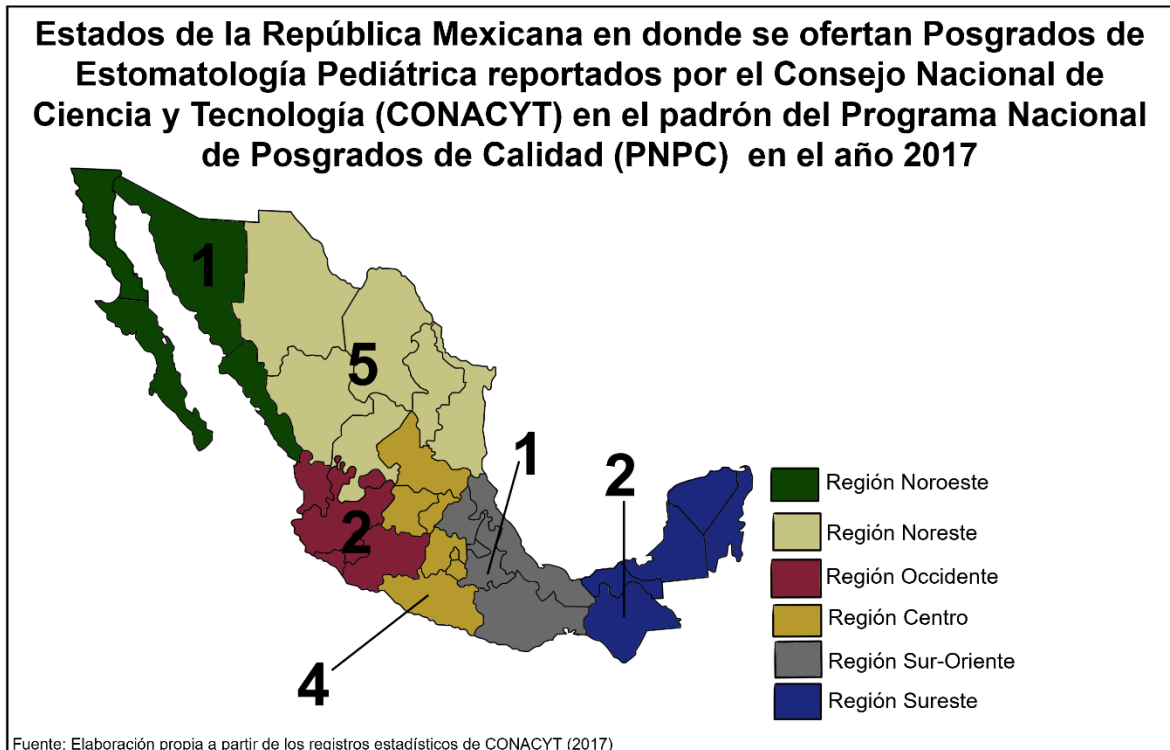 Estados de la República Mexicana en donde se ofertan Posgrados de
Estomatología Pediátrica reportados por el Consejo Nacional de
Ciencia y Tecnología (CONACYT) en el padrón del Programa Nacional
de Posgrados de Calidad (PNPC) en el año 2017
1
5
1
2
2
4
Región Noroeste
Región Noreste
Región Occidente
Región Centro
Región Sur-Oriente
Región Sureste
Fuente: Elaboración propia a partir de los registros estadísticos de CONACYT (2017)